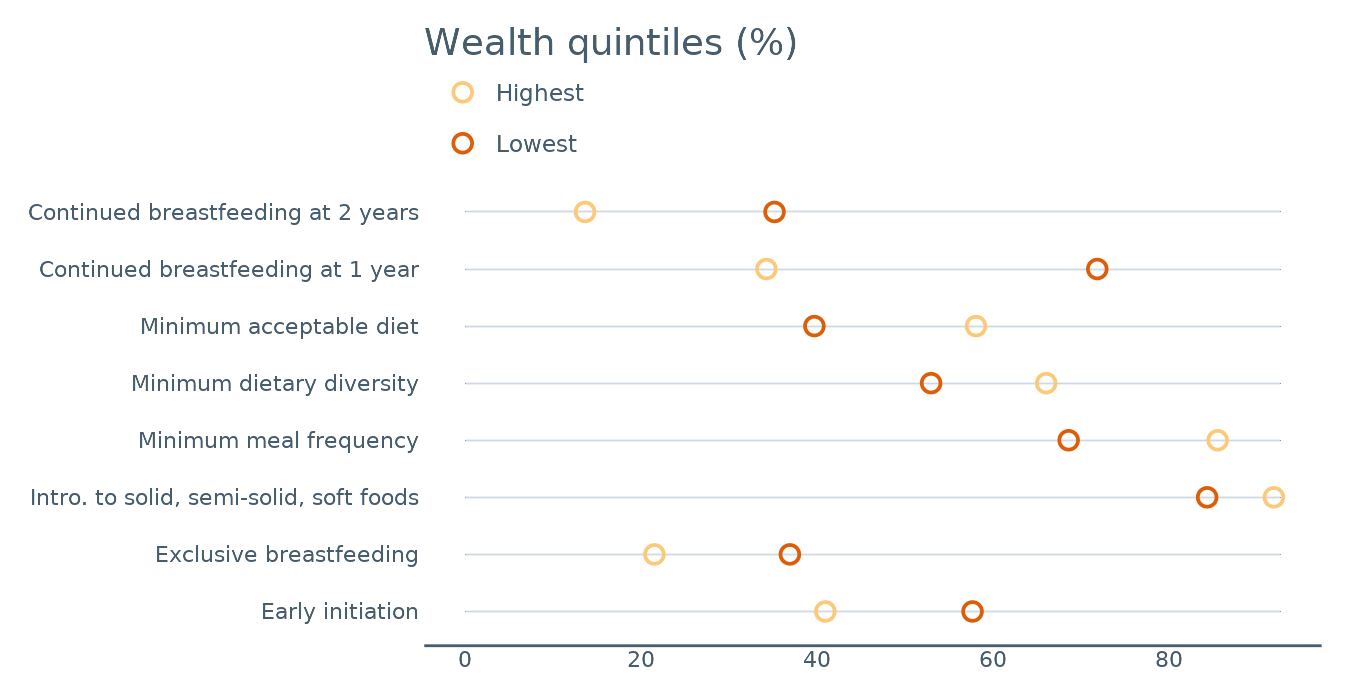 Wealth quintiles (%)
Highest
Lowest
Continued breastfeeding at 2 years
Continued breastfeeding at 1 year
Minimum acceptable diet
Minimum dietary diversity
Minimum meal frequency
Intro. to solid, semi-solid, soft foods
Exclusive breastfeeding
Early initiation
0 20 40 60 80